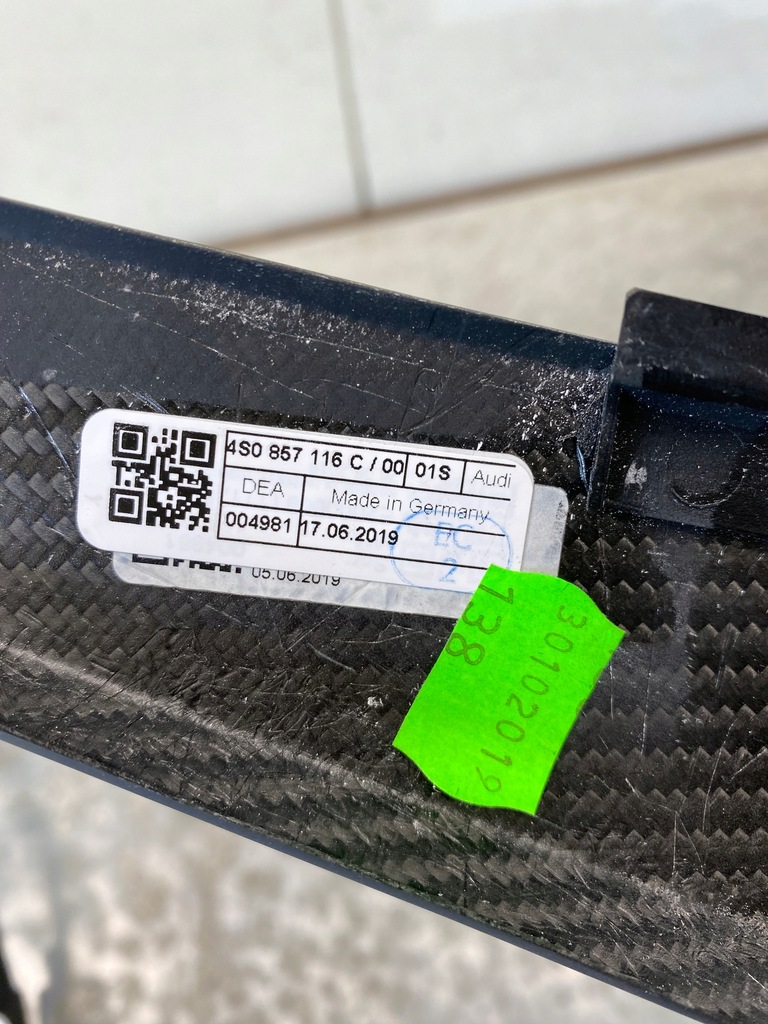 4S0 857 116 C / 00 01S Audi
DEA Made in Germany
004981 17.06.2019
EC
2
05.06.2019
138
30102019